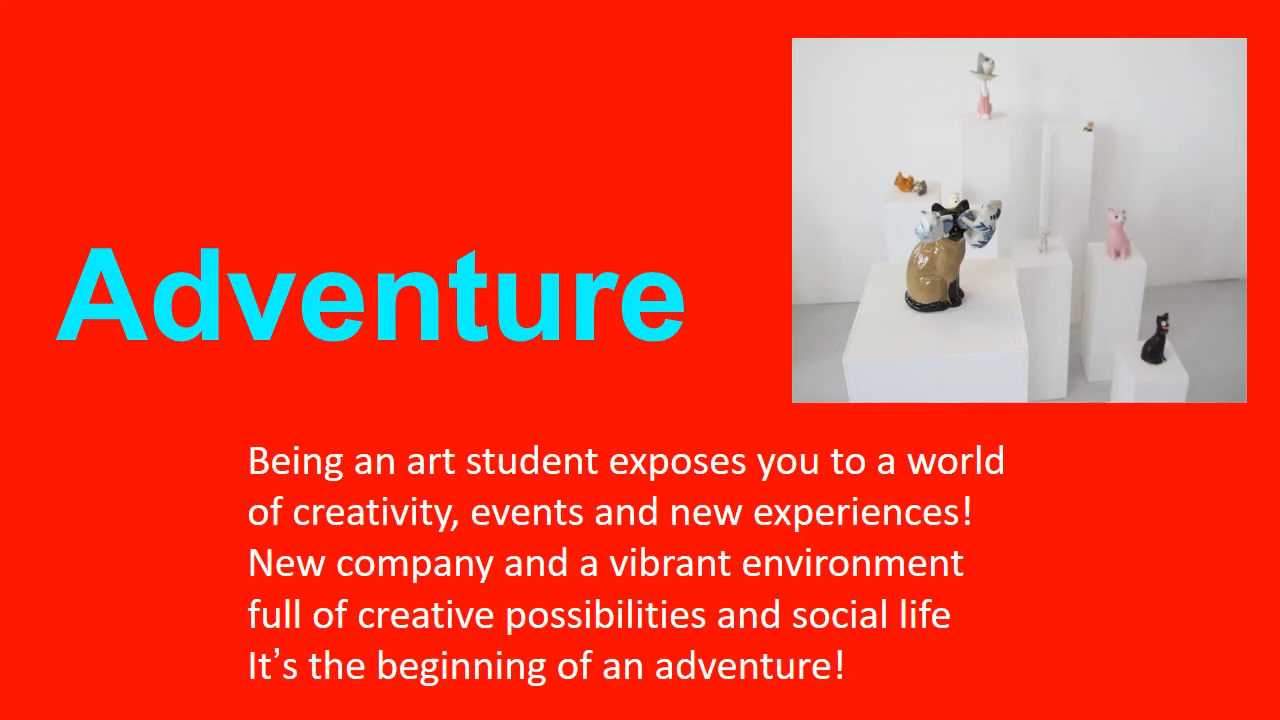 Adventure
Being an art student exposes you to a world
of creativity, events and new experiences!
New company and a vibrant environment
full of creative possibilities and social life
It’s the beginning of an adventure!